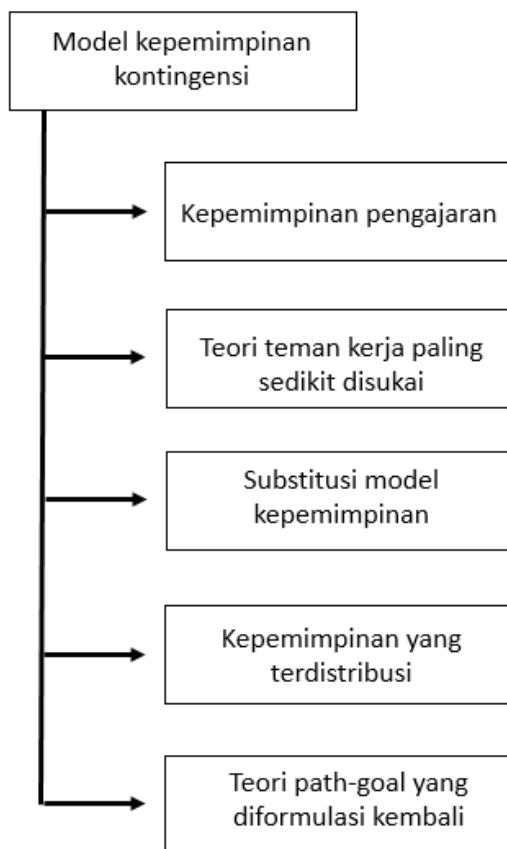 Model kepemimpinan
kontingensi
Kepemimpinan pengajaran
Teori teman kerja paling
sedikit disukai
Substitusi model
kepemimpinan
Kepemimpinan yang
terdistribusi
Teori path-goal yang
diformulasi kembali